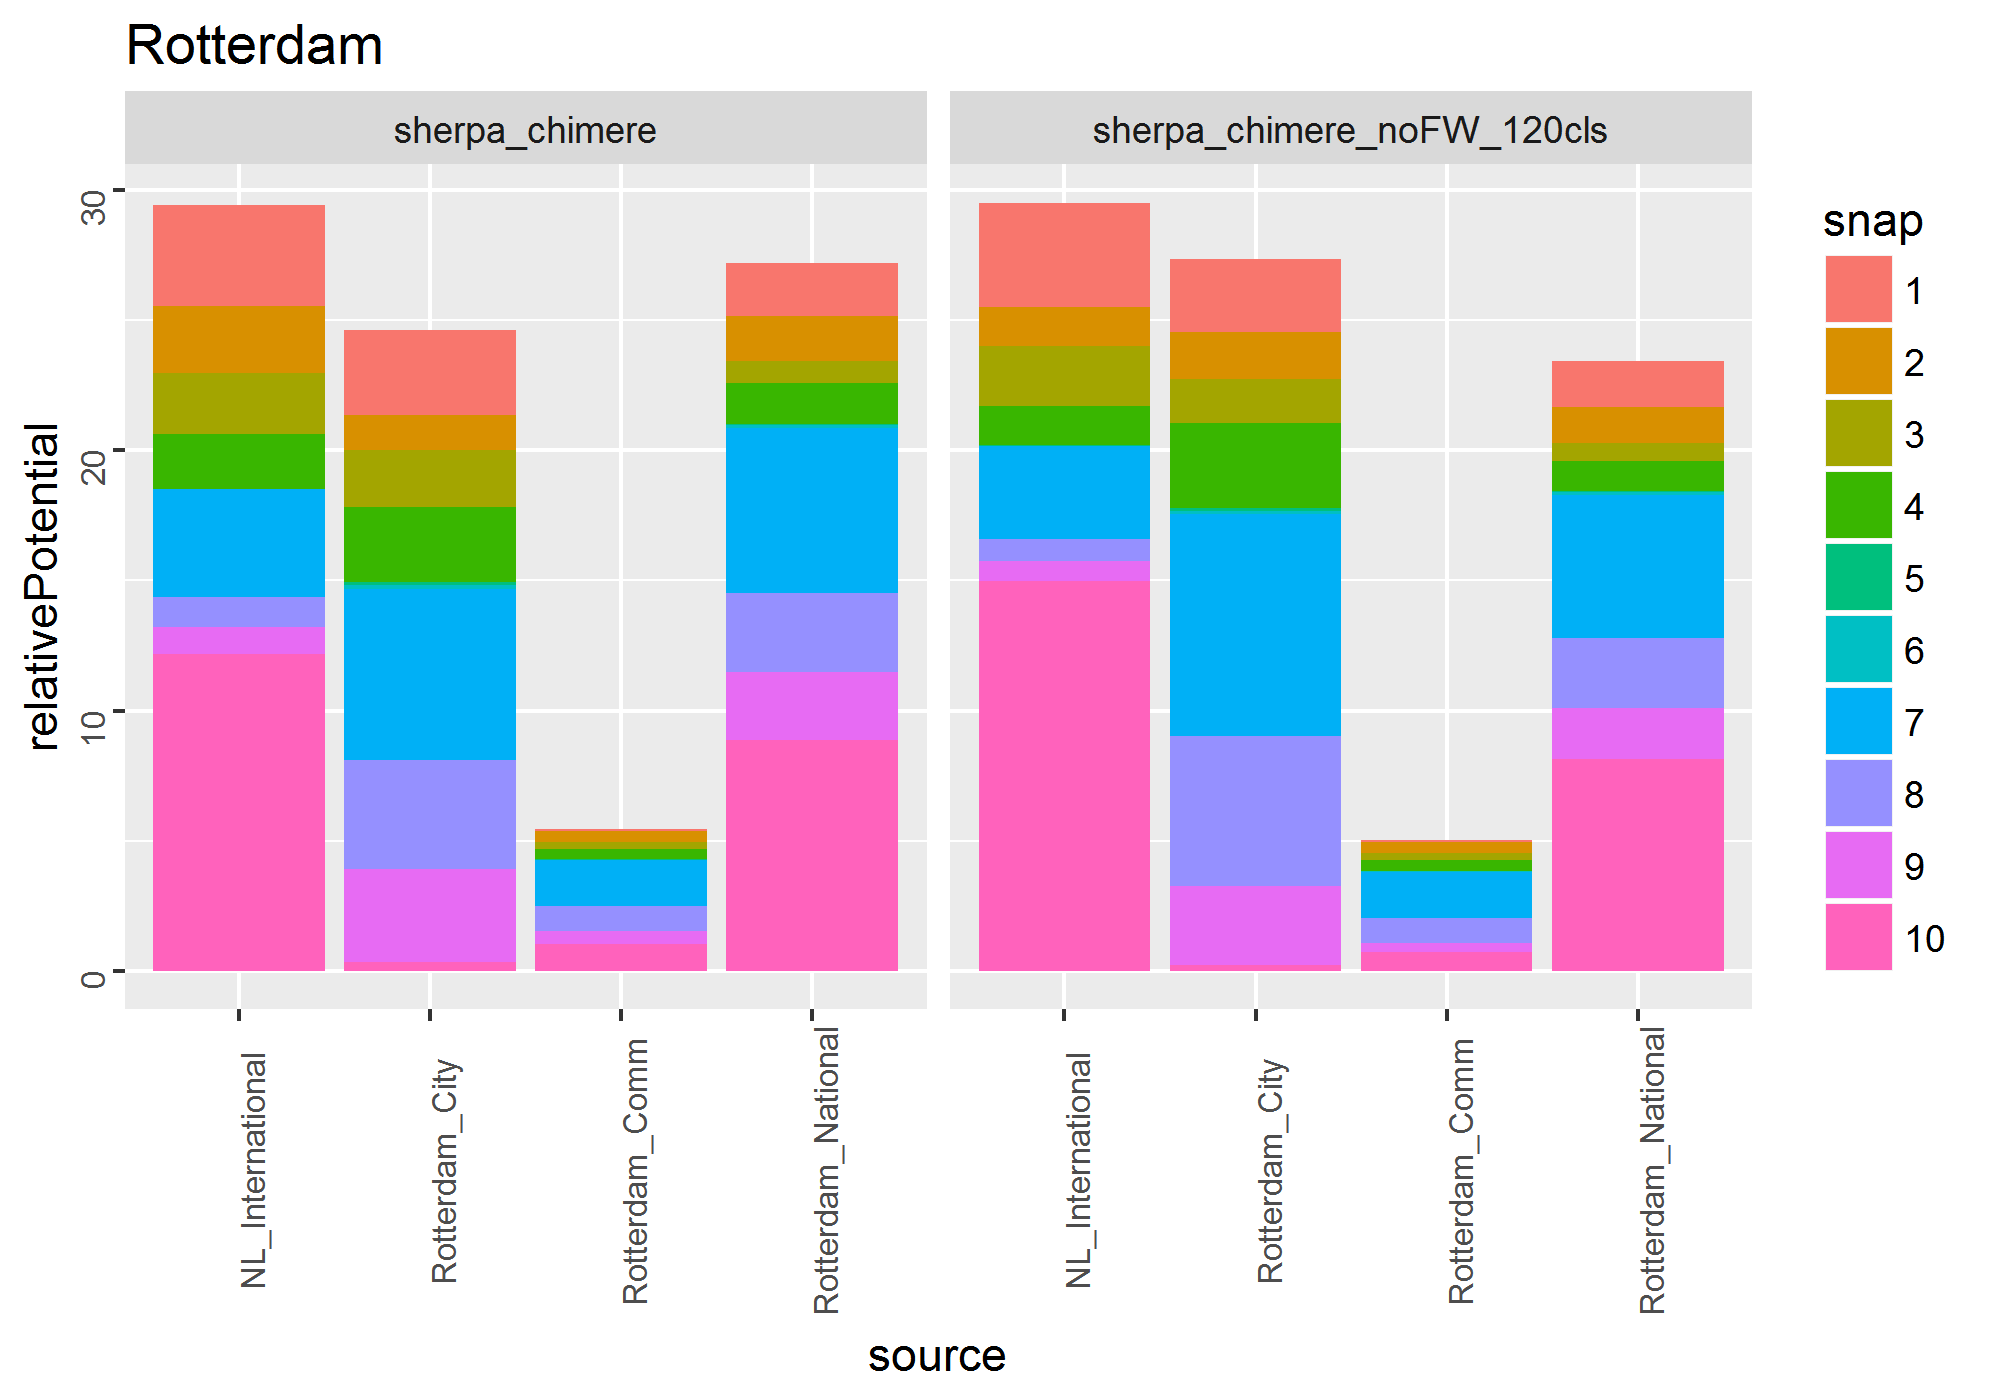 Rotterdam
sherpa_chimere
sherpa_chimere_noFW_120cls
relativePotential
30
20
10
0
NL_International
Rotterdam_City
Rotterdam_Comm
Rotterdam_National
NL_International
Rotterdam_City
Rotterdam_Comm
Rotterdam_National
source
snap
1
2
3
4
5
6
7
8
9
10